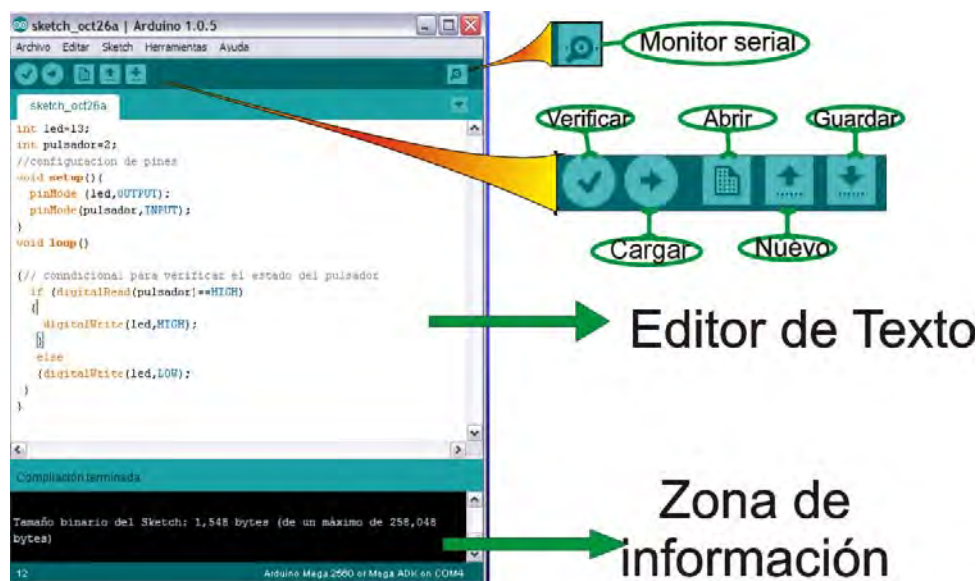 sketch_oct26a | Arduino 1.0.5
Archivo Editar Sketch Herramientas Ayuda
sketch_oct26a
int led=13;
int pulsador=2;
//configuracion de pines
void setup(){
pinMode (led,OUTPUT);
pinMode(pulsador,INPUT);
}
void loop()
{// conndicional para verificar el estado del pulsador
if (digitalRead(pulsador)==HIGH)
{
digitalWrite(led,HIGH);
}
else
{digitalWrite(led,LOW);
}
}
Compilación terminada
Tamaño binario del Sketch: 1,548 bytes (de un máximo de 258,048
bytes)
12
Arduino Mega 2560 or Mega ADK on COM4
Monitor serial
Verificar Abrir Guardar
Cargar Nuevo
Editor de Texto
Zona de
información